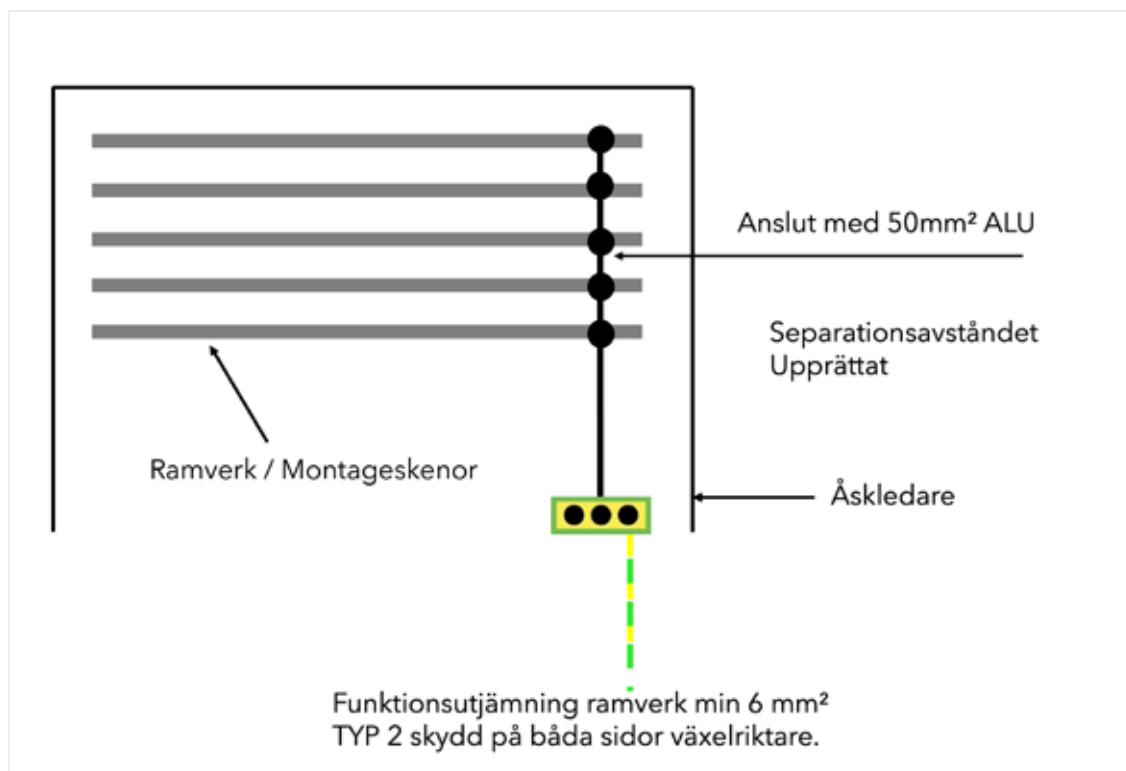 Anslut med 50mm² ALU
Separationsavståndet
Upprättat
Ramverk / Montageskenor
Åskledare
Funktionsutjämning ramverk min 6 mm²
TYP 2 skydd på båda sidor växelriktare.